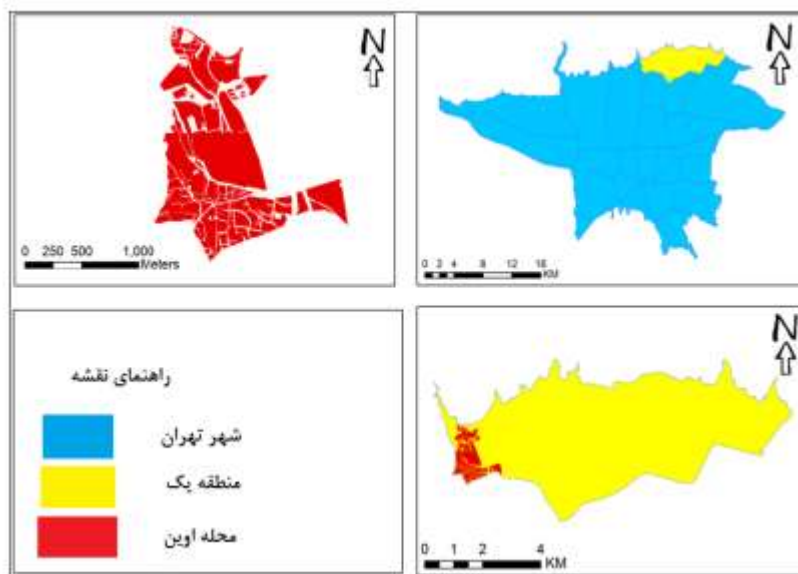 N
0 250 500 1,000
Meters
N
0 2 4 8 12 16
KM
راهنمای نقشه
شهر تهران
منطقه یک
محله اوین
N
0 1 2 4
KM